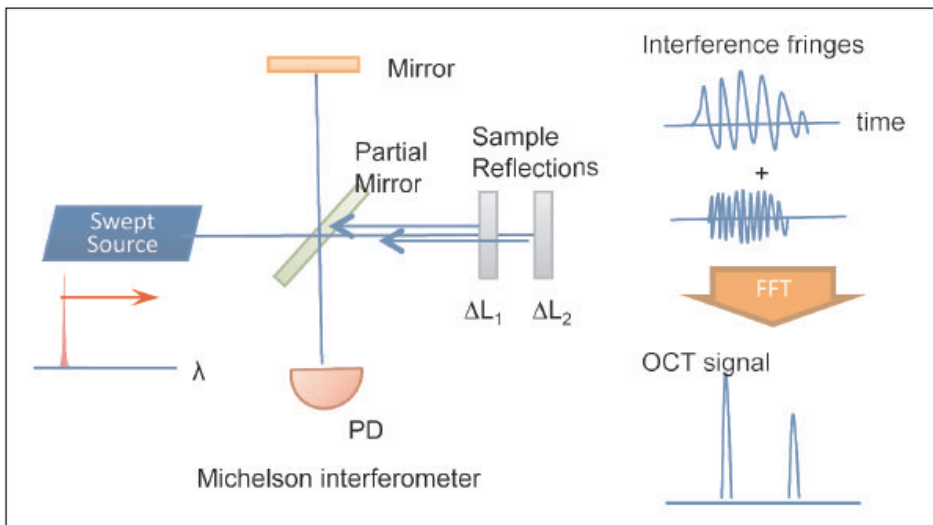 Mirror
Partial
Mirror
Sample
Reflections
Swept
Source
ΔL₁
ΔL₂
λ
PD
Michelson interferometer
Interference fringes
time
+
FFT
OCT signal